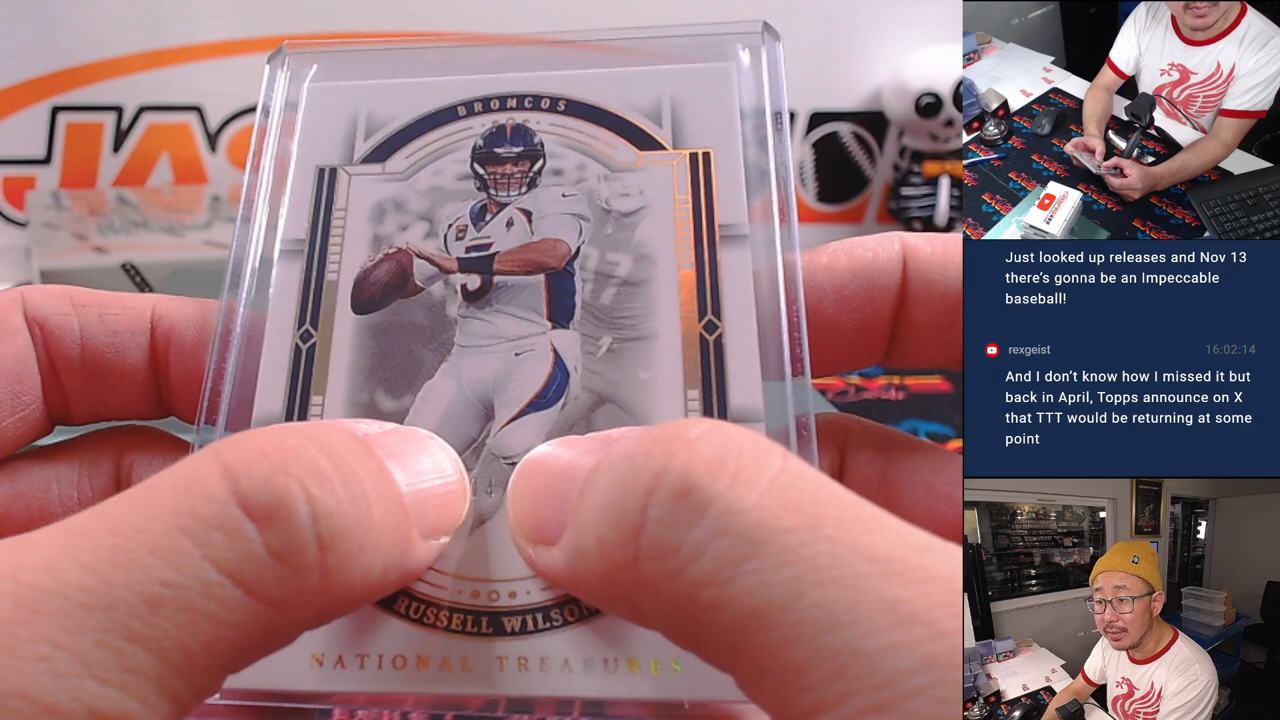 BRONCOS
RUSSELL WILSON
NATIONAL TREASURES
Just looked up releases and Nov 13
there's gonna be an Impeccable
baseball!
rexgeist 16:02:14
And I don't know how I missed it but
back in April, Topps announce on X
that TTT would be returning at some
point